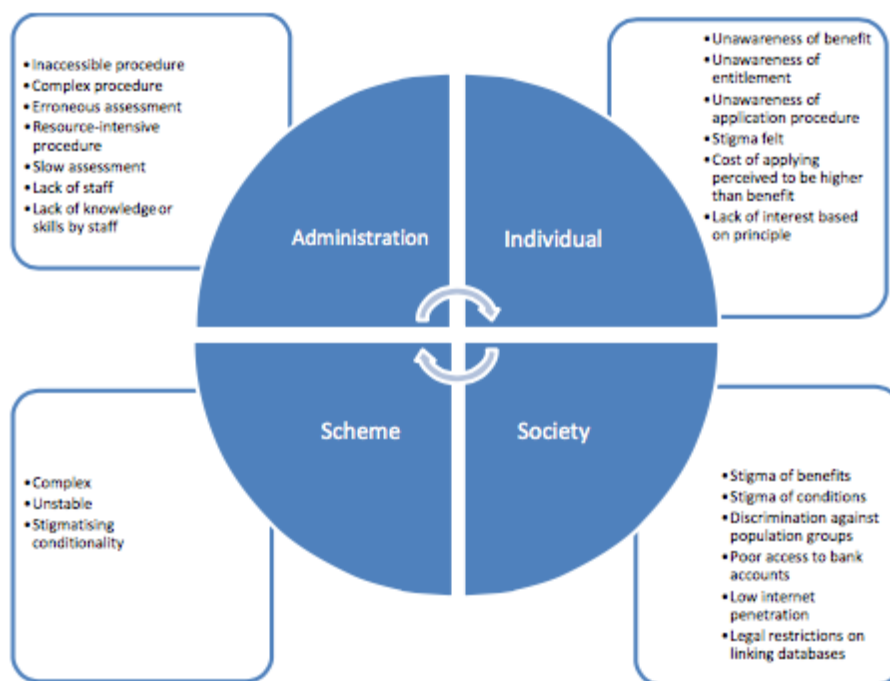 •Inaccessible procedure
•Complex procedure
•Erroneous assessment
•Resource-intensive
procedure
•Slow assessment
•Lack of staff
•Lack of knowledge or
skills by staff
•Unawareness of benefit
•Unawareness of
entitlement
•Unawareness of
application procedure
•Stigma felt
•Cost of applying
perceived to be higher
than benefit
•Lack of interest based
on principle
Administration
Individual
Scheme
Society
•Complex
•Unstable
•Stigmatising
conditionality
•Stigma of benefits
•Stigma of conditions
•Discrimination against
population groups
•Poor access to bank
accounts
•Low internet
penetration
•Legal restrictions on
linking databases